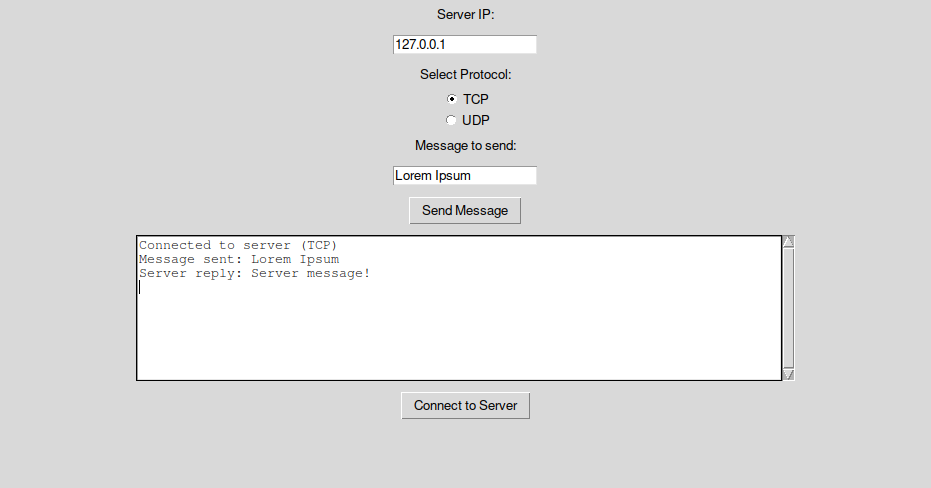 Server IP:
127.0.0.1
Select Protocol:
TCP
UDP
Message to send:
Lorem Ipsum
Send Message
Connected to server (TCP)
Message sent: Lorem Ipsum
Server reply: Server message!
Connect to Server